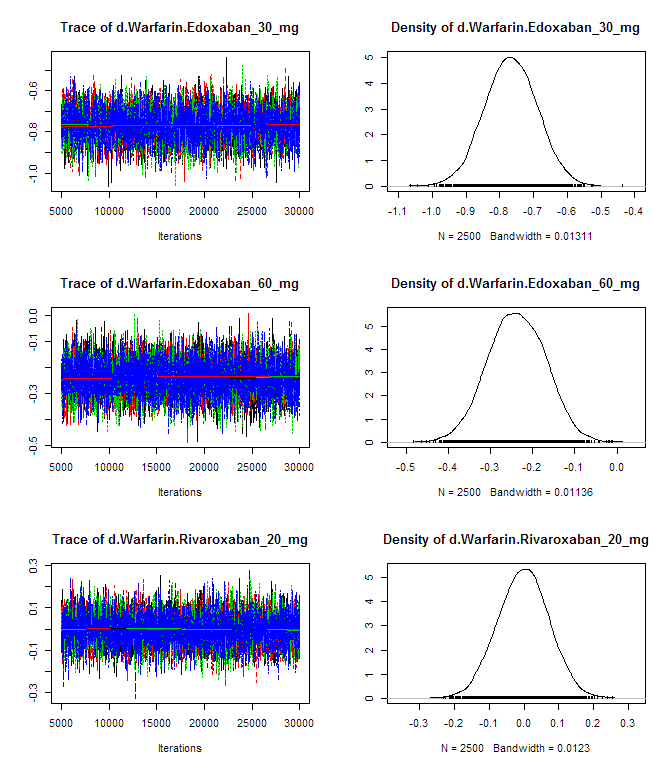 Trace of d.Warfarin.Edoxaban_30_mg
-0.6
-0.8
-1.0
5000 10000 15000 20000 25000 30000
Iterations
Density of d.Warfarin.Edoxaban_30_mg
5
4
3
2
1
0
-1.1 -1.0 -0.9 -0.8 -0.7 -0.6 -0.5 -0.4
N = 2500 Bandwidth = 0.01311
Trace of d.Warfarin.Edoxaban_60_mg
0.0
-0.1
-0.3
-0.5
5000 10000 15000 20000 25000 30000
Iterations
Density of d.Warfarin.Edoxaban_60_mg
5
4
3
2
1
0
-0.5 -0.4 -0.3 -0.2 -0.1 0.0
N = 2500 Bandwidth = 0.01136
Trace of d.Warfarin.Rivaroxaban_20_mg
0.3
0.1
-0.1
-0.3
5000 10000 15000 20000 25000 30000
Iterations
Density of d.Warfarin.Rivaroxaban_20_mg
5
4
3
2
1
0
-0.3 -0.2 -0.1 0.0 0.1 0.2 0.3
N = 2500 Bandwidth = 0.0123